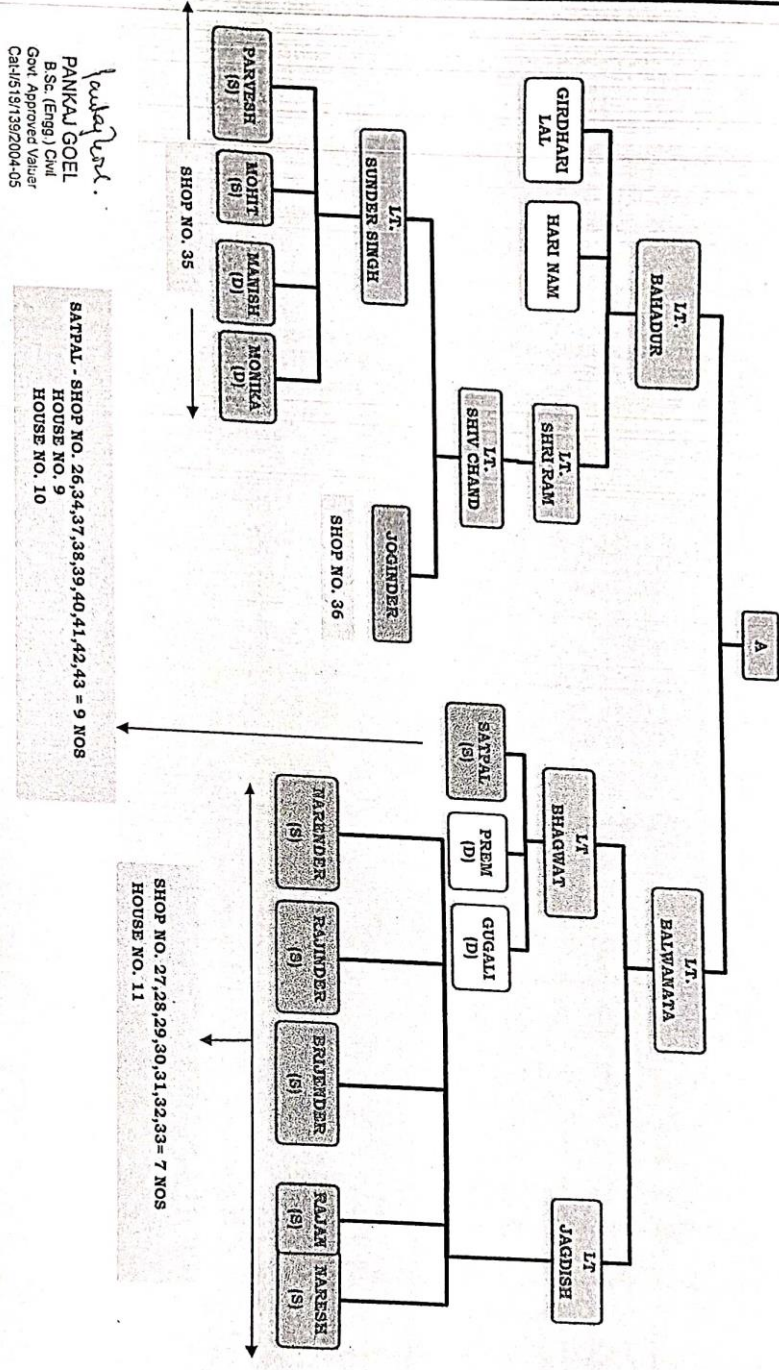 A
LT.
BAHADUR
LT.
BALWANATA
GIRDHARI
LAL
HARI NAM
LT.
SHRI RAM
LT
BHAGWAT
LT
JAGDISH
LT.
SHIV CHAND
SATPAL
(S)
PREM
(D)
GUGALI
(D)
LT.
SUNDER SINGH
JOGINDER
SHOP NO. 36
PARVESH
(S)
MOHIT
(S)
MANISH
(D)
MONIKA
(D)
NARENDER
(S)
RAJINDER
(S)
BRIJENDER
(S)
RAJAN
(S)
NARESH
(S)
SHOP NO. 35
SHOP NO. 27,28,29,30,31,32,33= 7 NOS
HOUSE NO. 11
SATPAL - SHOP NO. 26,34,37,38,39,40,41,42,43 = 9 NOS
HOUSE NO. 9
HOUSE NO. 10
Pankaj Goel.
PANKAJ GOEL
B.Sc. (Engg.) Civil
Govt. Approved Valuer
Cat-I/518/139/2004-05